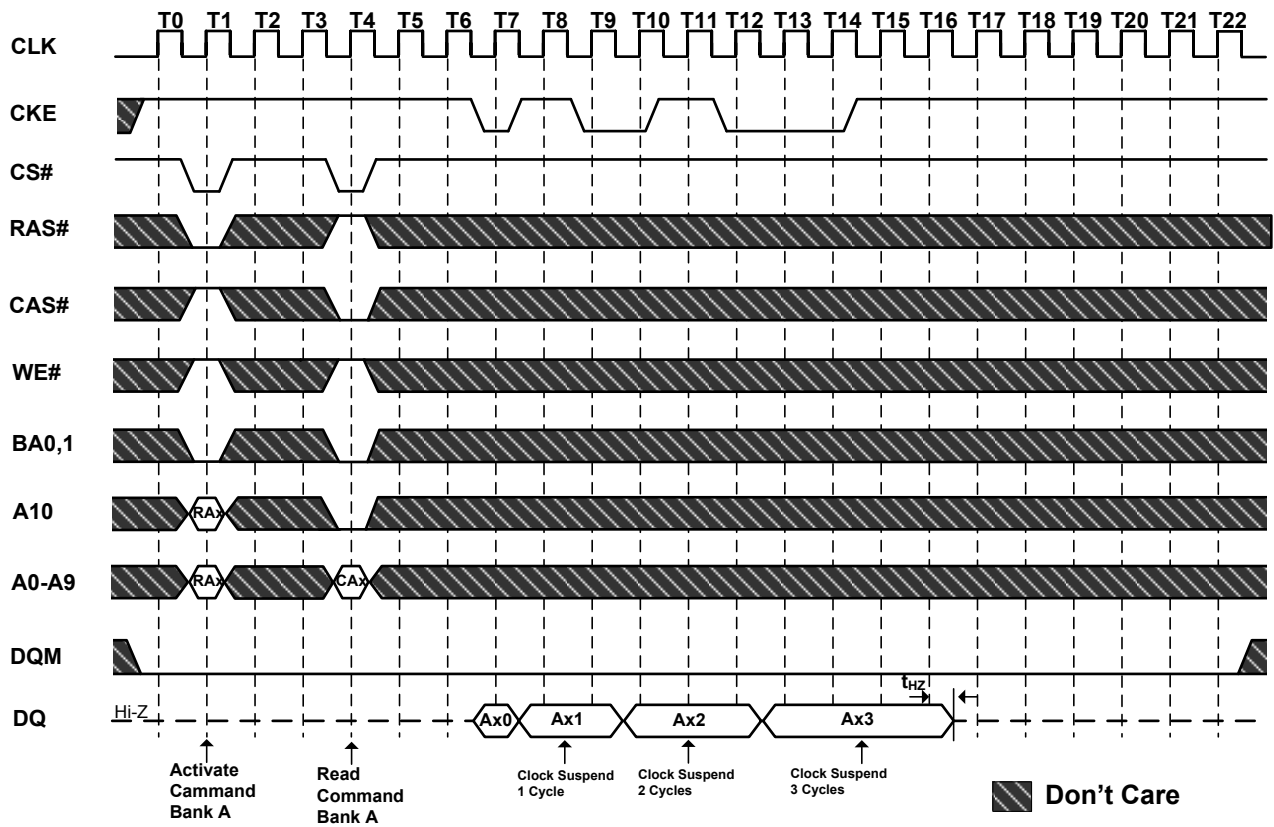 T0 T1 T2 T3 T4 T5 T6 T7 T8 T9 T10 T11 T12 T13 T14 T15 T16 T17 T18 T19 T20 T21 T22
CLK
CKE
CS#
RAS#
CAS#
WE#
BA0,1
A10
RAx
A0-A9
RAx
CAx
DQM
tHZ
DQ
Hi-Z
Ax0
Ax1
Ax2
Ax3
Activate
Cammand
Bank A
Read
Command
Bank A
Clock Suspend
1 Cycle
Clock Suspend
2 Cycles
Clock Suspend
3 Cycles
Don't Care